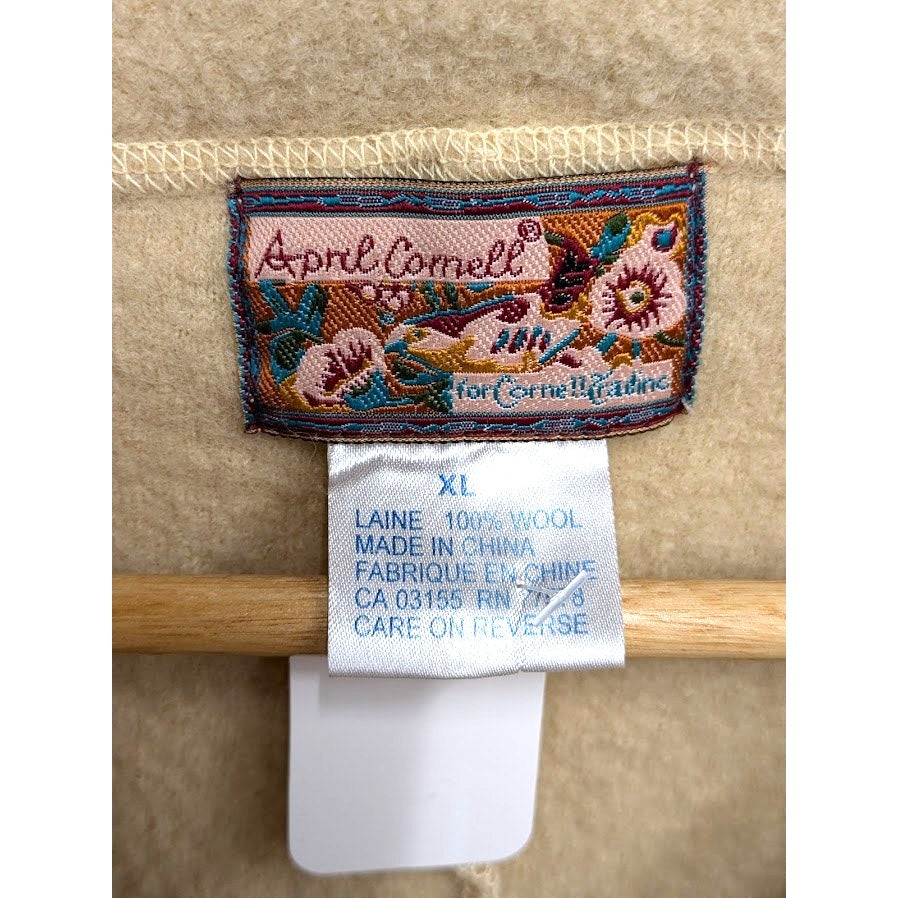 April Cornell®
for Cornell Trading
XL
LAINE 100% WOOL
MADE IN CHINA
FABRIQUE EN CHINE
CA 03155 RN
CARE ON REVERSE